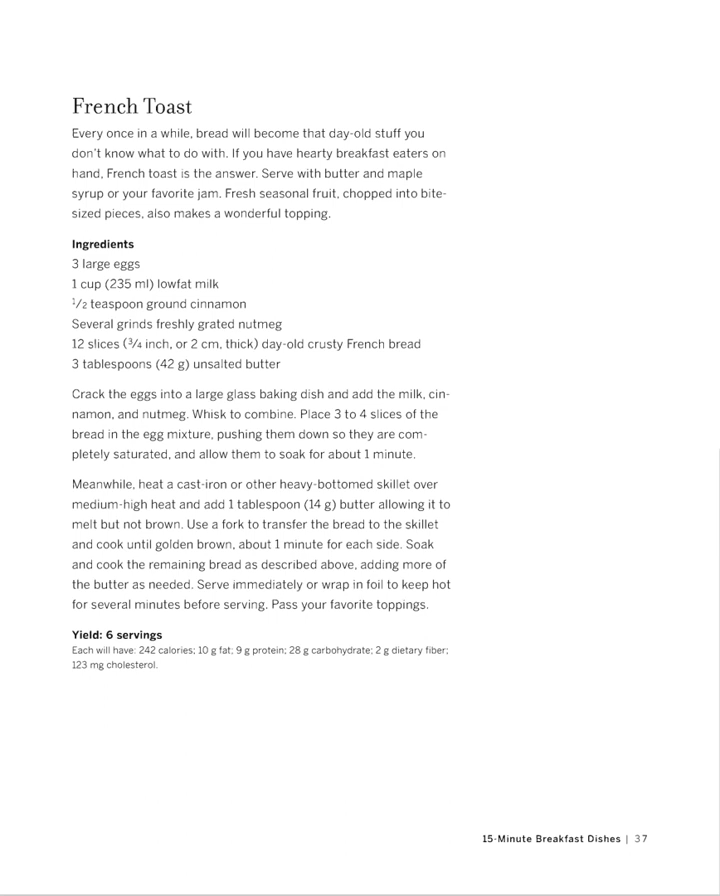 French Toast
Every once in a while, bread will become that day-old stuff you
don't know what to do with. If you have hearty breakfast eaters on
hand, French toast is the answer. Serve with butter and maple
syrup or your favorite jam. Fresh seasonal fruit, chopped into bite-
sized pieces, also makes a wonderful topping.
Ingredients
3 large eggs
1 cup (235 ml) lowfat milk
1/2 teaspoon ground cinnamon
Several grinds freshly grated nutmeg
12 slices (3/4 inch, or 2 cm, thick) day-old crusty French bread
3 tablespoons (42 g) unsalted butter
Crack the eggs into a large glass baking dish and add the milk, cin-
namon, and nutmeg. Whisk to combine. Place 3 to 4 slices of the
bread in the egg mixture, pushing them down so they are com-
pletely saturated, and allow them to soak for about 1 minute.
Meanwhile, heat a cast-iron or other heavy-bottomed skillet over
medium-high heat and add 1 tablespoon (14 g) butter allowing it to
melt but not brown. Use a fork to transfer the bread to the skillet
and cook until golden brown, about 1 minute for each side. Soak
and cook the remaining bread as described above, adding more of
the butter as needed. Serve immediately or wrap in foil to keep hot
for several minutes before serving. Pass your favorite toppings.
Yield: 6 servings
Each will have: 242 calories; 10 g fat; 9 g protein; 28 g carbohydrate; 2 g dietary fiber;
123 mg cholesterol.
15-Minute Breakfast Dishes | 37